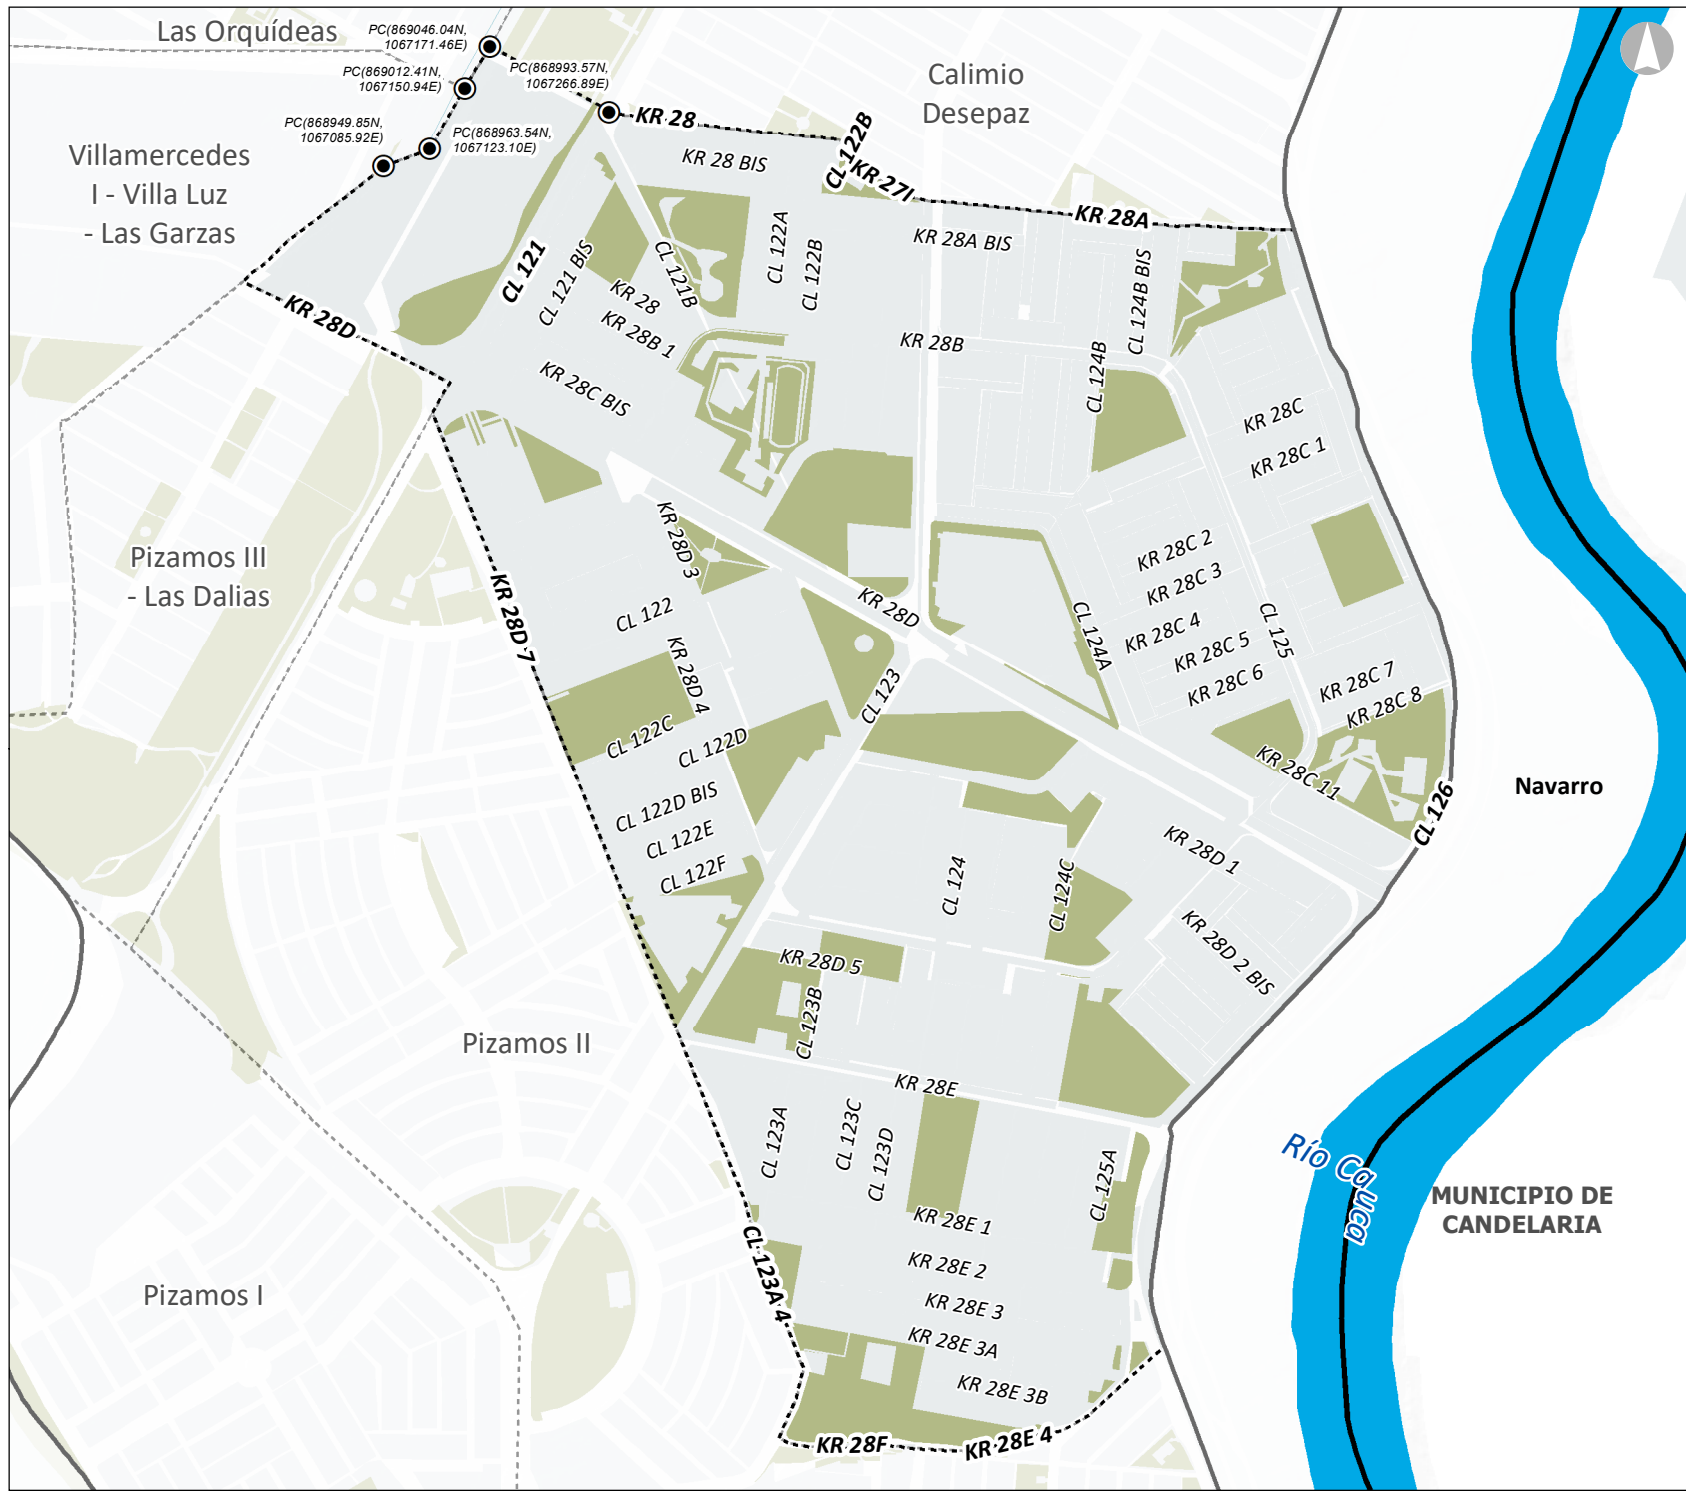 Las Orquídeas
PC(869046.04N,
1067171.46E)
PC(869012.41N,
1067150.94E)
PC(868993.57N,
1067266.89E)
PC(868949.85N,
1067085.92E)
PC(868963.54N,
1067123.10E)
Calimio
Desepaz
Villamercedes
I - Villa Luz
- Las Garzas
KR 28
CL 122B
KR 27I
KR 28A
KR 28 BIS
KR 28A BIS
CL 121
CL 121 BIS
CL 121B
CL 122A
CL 122B
CL 124B BIS
KR 28
KR 28B 1
KR 28D
KR 28B
CL 124B
KR 28C BIS
KR 28C
KR 28C 1
Pizamos III
- Las Dalias
KR 28D 3
KR 28D 7
KR 28C 2
KR 28C 3
KR 28C 4
KR 28C 5
KR 28C 6
KR 28D
CL 124A
CL 125
CL 122
KR 28D 4
CL 123
KR 28C 7
KR 28C 8
CL 122C
CL 122D
KR 28C 11
CL 126
Navarro
CL 122D BIS
CL 122E
CL 122F
KR 28D 1
CL 124
CL 124C
KR 28D 2 BIS
KR 28D 5
CL 123B
Pizamos II
KR 28E
CL 123A
CL 123C
CL 123D
CL 125A
Río Cauca
MUNICIPIO DE
CANDELARIA
KR 28E 1
KR 28E 2
KR 28E 3
KR 28E 3A
KR 28E 3B
CL 123A 4
Pizamos I
KR 28F
KR 28E 4